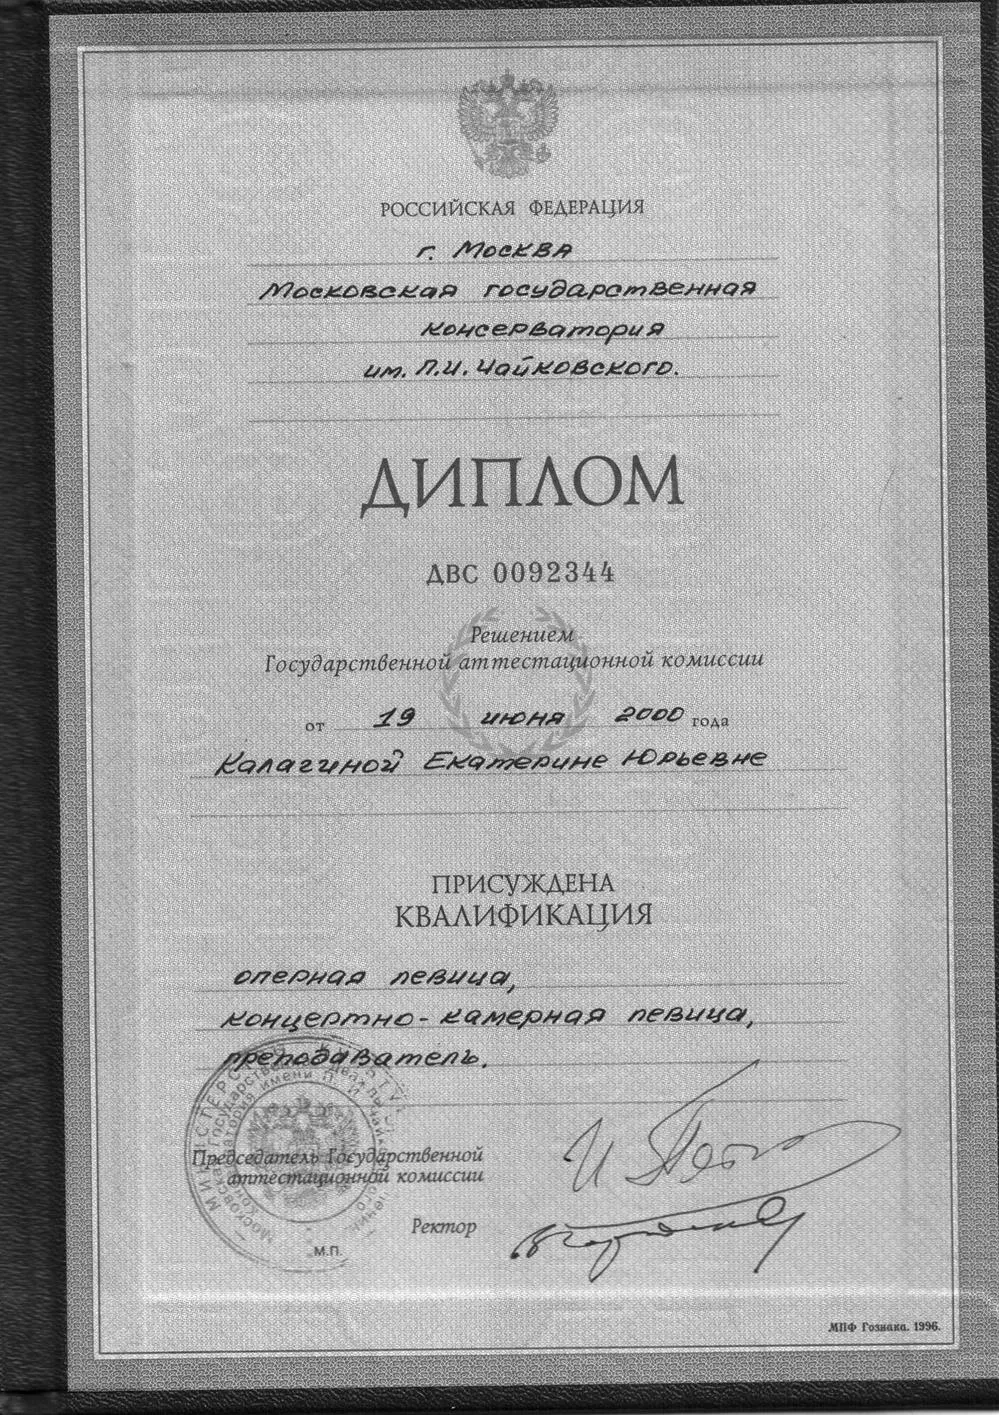 РОССИЙСКАЯ ФЕДЕРАЦИЯ
г. Москва
Московская государственная
консерватория
им. П.И. Чайковского.
ДИПЛОМ
ДВС 0092344
Решением
Государственной аттестационной комиссии
от 19 июня 2000 года
Калагиной Екатерине Юрьевне
ПРИСУЖДЕНА
КВАЛИФИКАЦИЯ
оперная певица,
концертно-камерная певица,
преподаватель.
Председатель Государственной
аттестационной комиссии
Ректор
М.П.
МПФ Гознака. 1996.